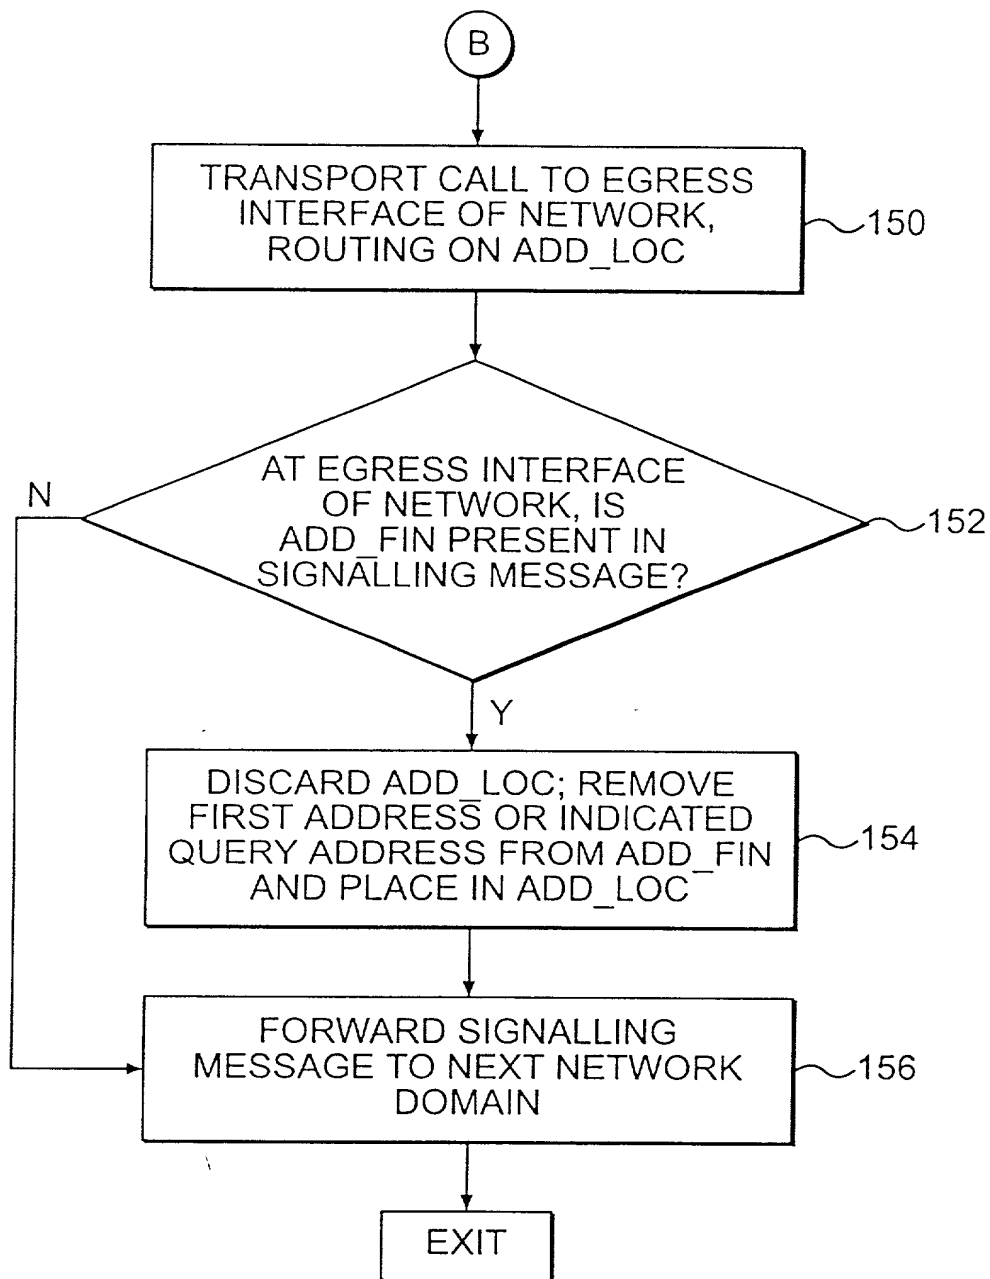 B
TRANSPORT CALL TO EGRESS
INTERFACE OF NETWORK,
ROUTING ON ADD_LOC
150
AT EGRESS INTERFACE
OF NETWORK, IS
ADD_FIN PRESENT IN
SIGNALLING MESSAGE?
N
152
Y
DISCARD ADD_LOC; REMOVE
FIRST ADDRESS OR INDICATED
QUERY ADDRESS FROM ADD_FIN
AND PLACE IN ADD_LOC
154
FORWARD SIGNALLING
MESSAGE TO NEXT NETWORK
DOMAIN
156
EXIT